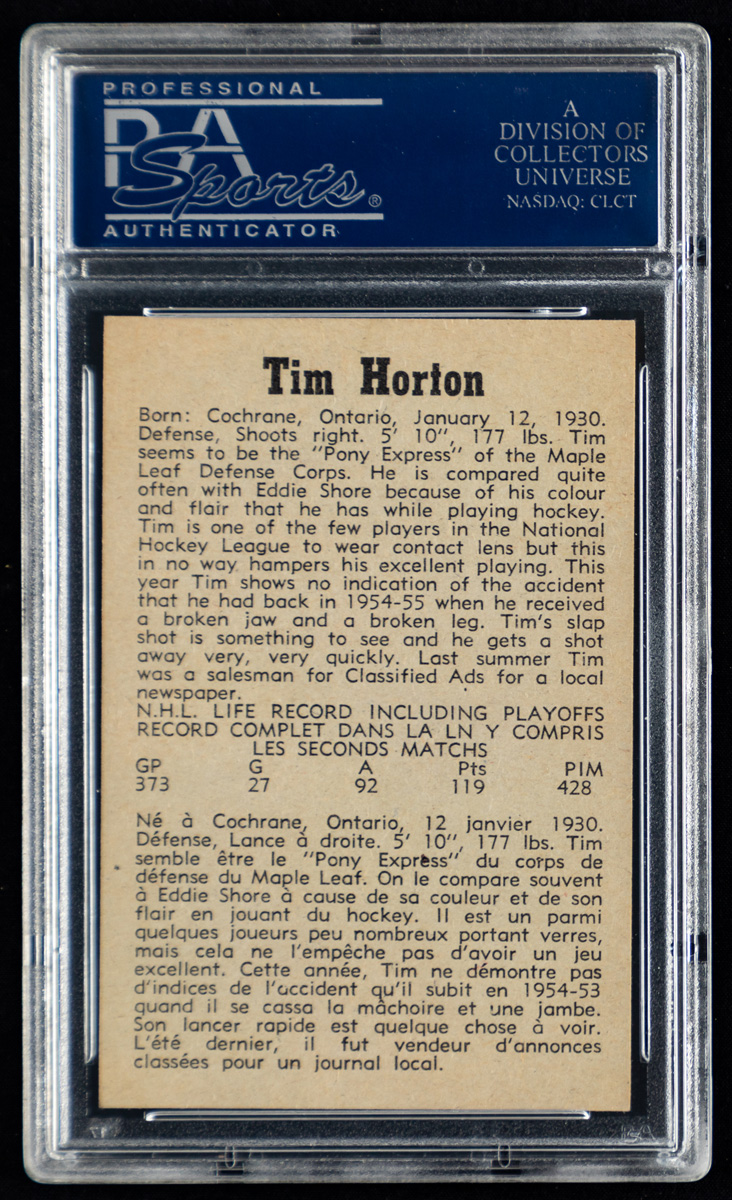 PROFESSIONAL
PSA
Sports®
AUTHENTICATOR
A
DIVISION OF
COLLECTORS
UNIVERSE
NASDAQ: CLCT
Tim Horton
Born: Cochrane, Ontario, January 12, 1930.
Defense, Shoots right. 5' 10", 177 lbs. Tim
seems to be the "Pony Express" of the Maple
Leaf Defense Corps. He is compared quite
often with Eddie Shore because of his colour
and flair that he has while playing hockey.
Tim is one of the few players in the National
Hockey League to wear contact lens but this
in no way hampers his excellent playing. This
year Tim shows no indication of the accident
that he had back in 1954-55 when he received
a broken jaw and a broken leg. Tim's slap
shot is something to see and he gets a shot
away very, very quickly. Last summer Tim
was a salesman for Classified Ads for a local
newspaper.
N.H.L. LIFE RECORD INCLUDING PLAYOFFS
RECORD COMPLET DANS LA LN Y COMPRIS
LES SECONDS MATCHS
GP G A Pts PIM
373 27 92 119 428
Né à Cochrane, Ontario, 12 janvier 1930.
Défense, Lance à droite. 5' 10", 177 lbs. Tim
semble être le "Pony Express" du corps de
défense du Maple Leaf. On le compare souvent
à Eddie Shore à cause de sa couleur et de son
flair en jouant du hockey. Il est un parmi
quelques joueurs peu nombreux portant verres,
mais cela ne l'empêche pas d'avoir un jeu
excellent. Cette année, Tim ne démontre pas
d'indices de l'accident qu'il subit en 1954-53
quand il se cassa la mâchoire et une jambe.
Son lancer rapide est quelque chose à voir.
L'été dernier, il fut vendeur d'annonces
classées pour un journal local.